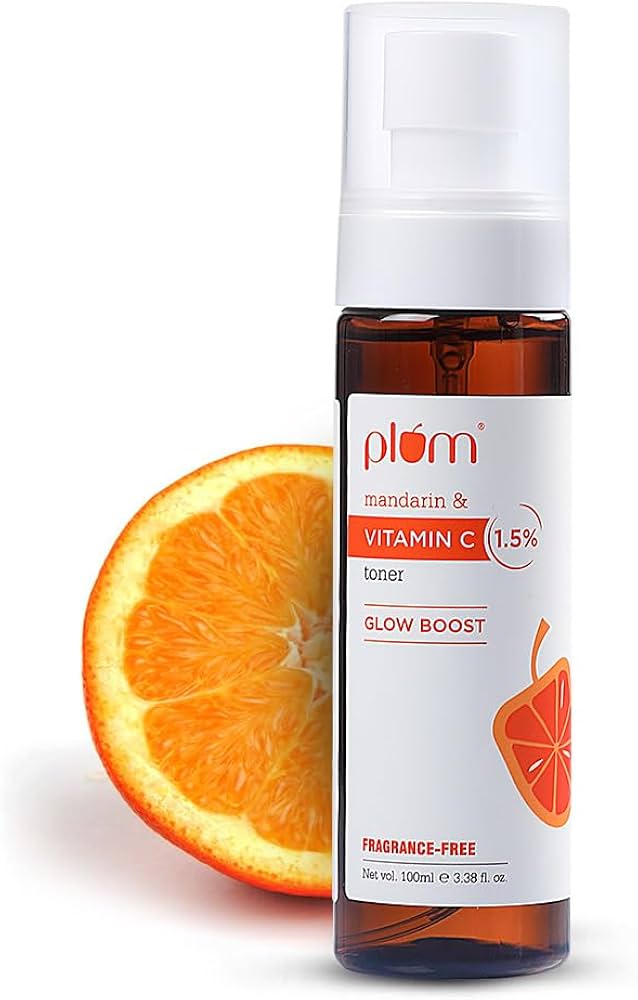 plum®
mandarin &
VITAMIN C 1.5%
toner
GLOW BOOST
FRAGRANCE-FREE
Net vol. 100ml ℮ 3.38 fl. oz.